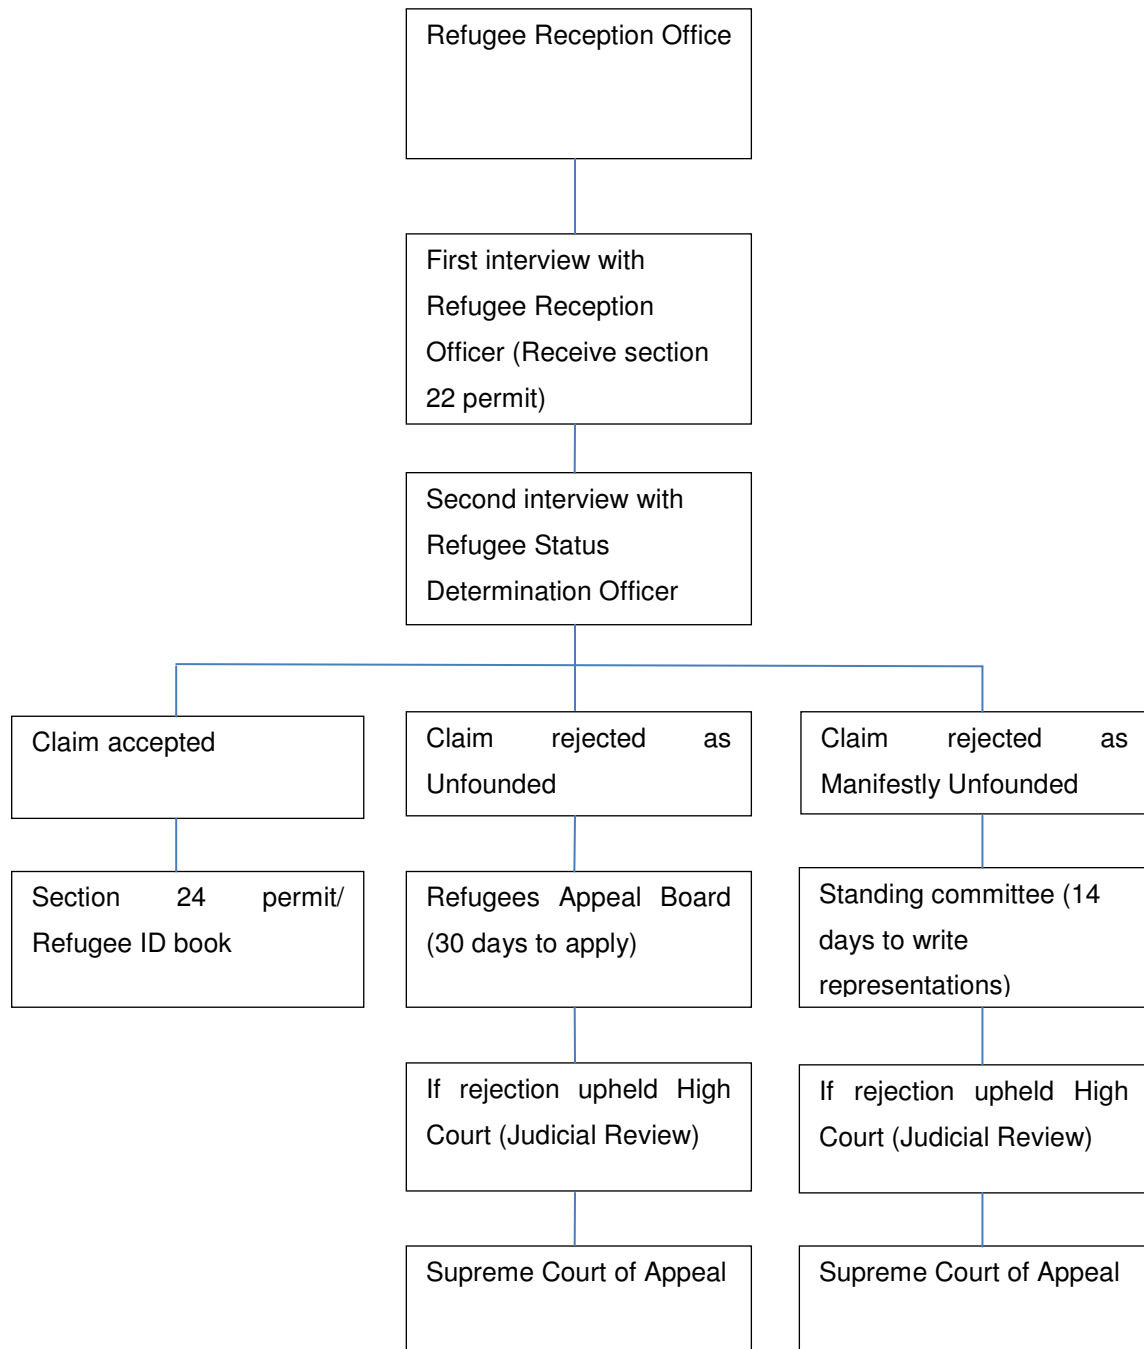 Refugee Reception Office
First interview with
Refugee Reception
Officer (Receive section
22 permit)
Second interview with
Refugee Status
Determination Officer
Claim accepted
Claim rejected as
Unfounded
Claim rejected as
Manifestly Unfounded
Section 24 permit/
Refugee ID book
Refugees Appeal Board
(30 days to apply)
Standing committee (14
days to write
representations)
If rejection upheld High
Court (Judicial Review)
If rejection upheld High
Court (Judicial Review)
Supreme Court of Appeal
Supreme Court of Appeal